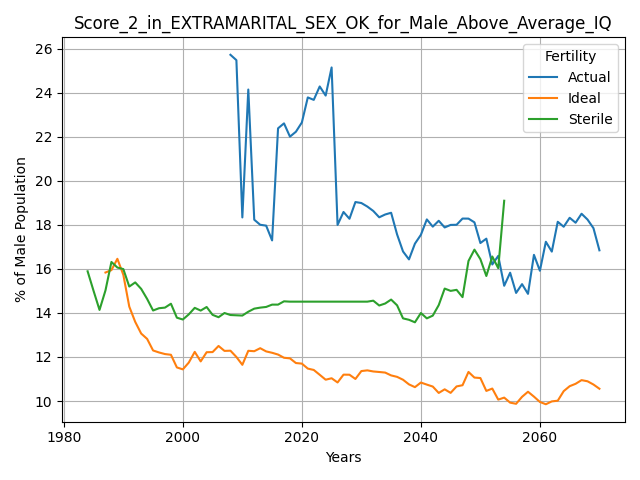 Score_2_in_EXTRAMARITAL_SEX_OK_for_Male_Above_Average_IQ
Fertility
Actual
Ideal
Sterile
% of Male Population
26
24
22
20
18
16
14
12
10
1980
2000
2020
2040
2060
Years